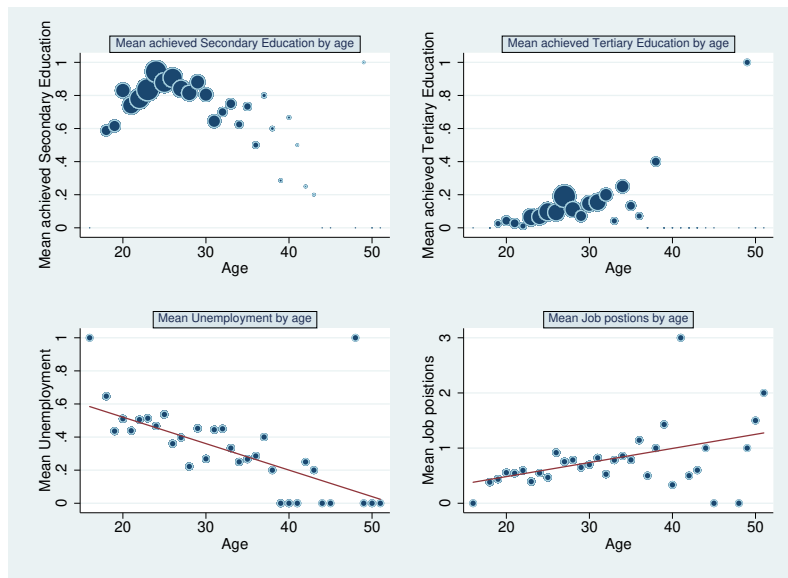 Mean achieved Secondary Education by age
Mean achieved Secondary Education
1
.8
.6
.4
.2
0
20 30 40 50
Age
Mean achieved Tertiary Education by age
Mean achieved Tertiary Education
1
.8
.6
.4
.2
0
20 30 40 50
Age
Mean Unemployment by age
Mean Unemployment
1
.8
.6
.4
.2
0
20 30 40 50
Age
Mean Job postions by age
Mean Job poistions
3
2
1
0
20 30 40 50
Age